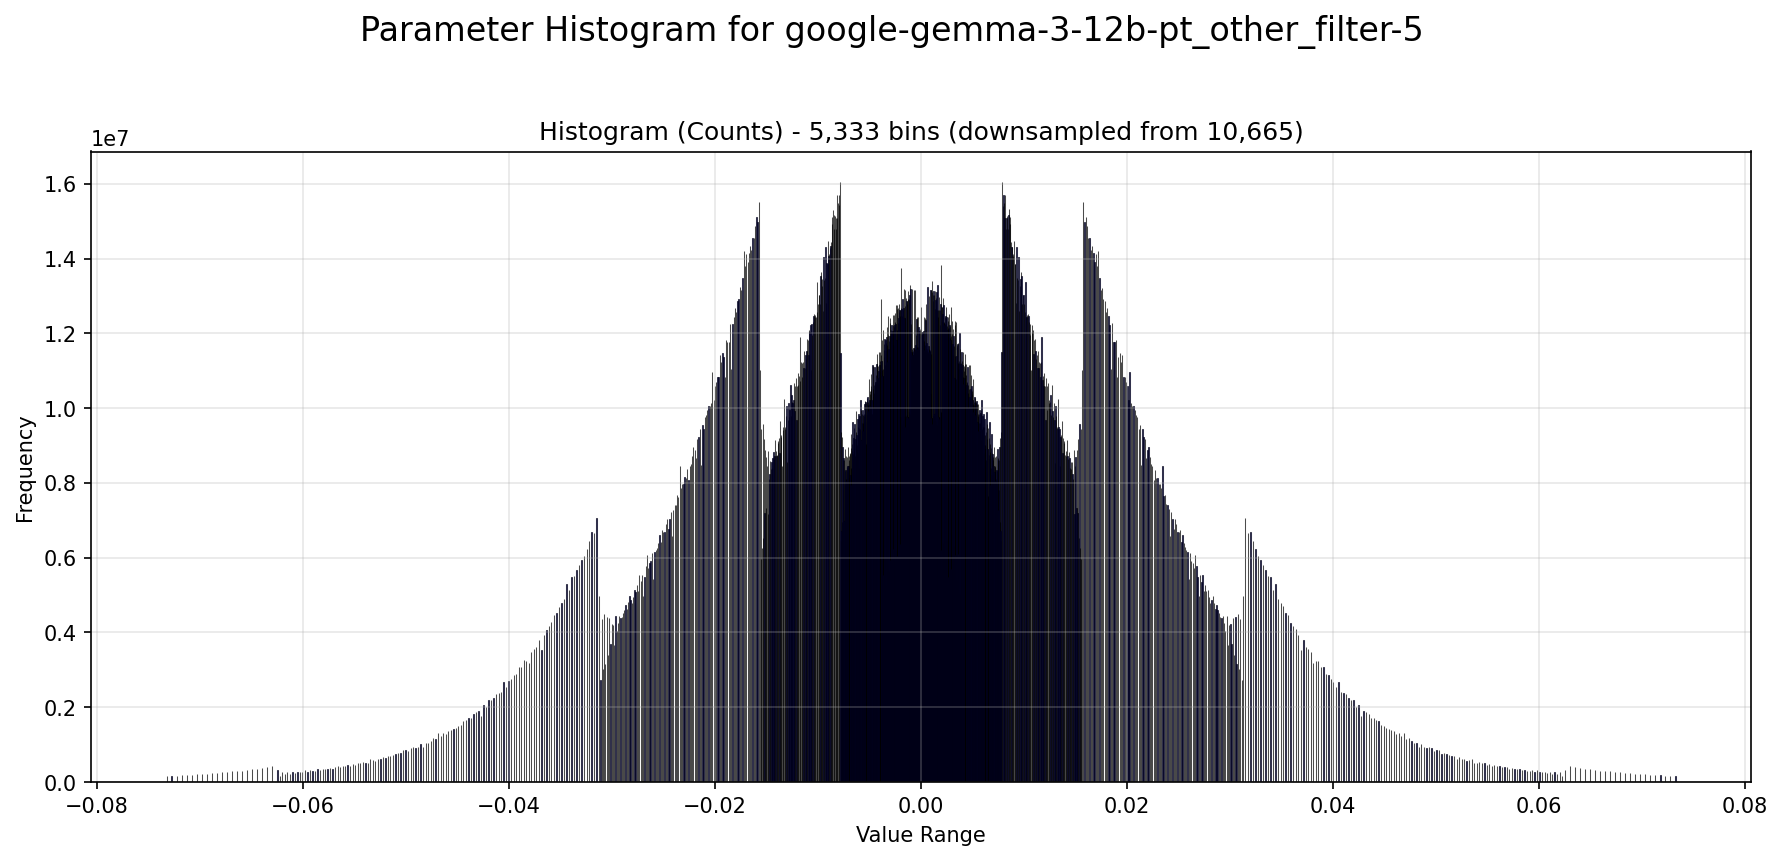 Parameter Histogram for google-gemma-3-12b-pt_other_filter-5
Histogram (Counts) - 5,333 bins (downsampled from 10,665)
1e7
1.6
1.4
1.2
1.0
0.8
0.6
0.4
0.2
0.0
Frequency
−0.08 −0.06 −0.04 −0.02 0.00 0.02 0.04 0.06 0.08
Value Range